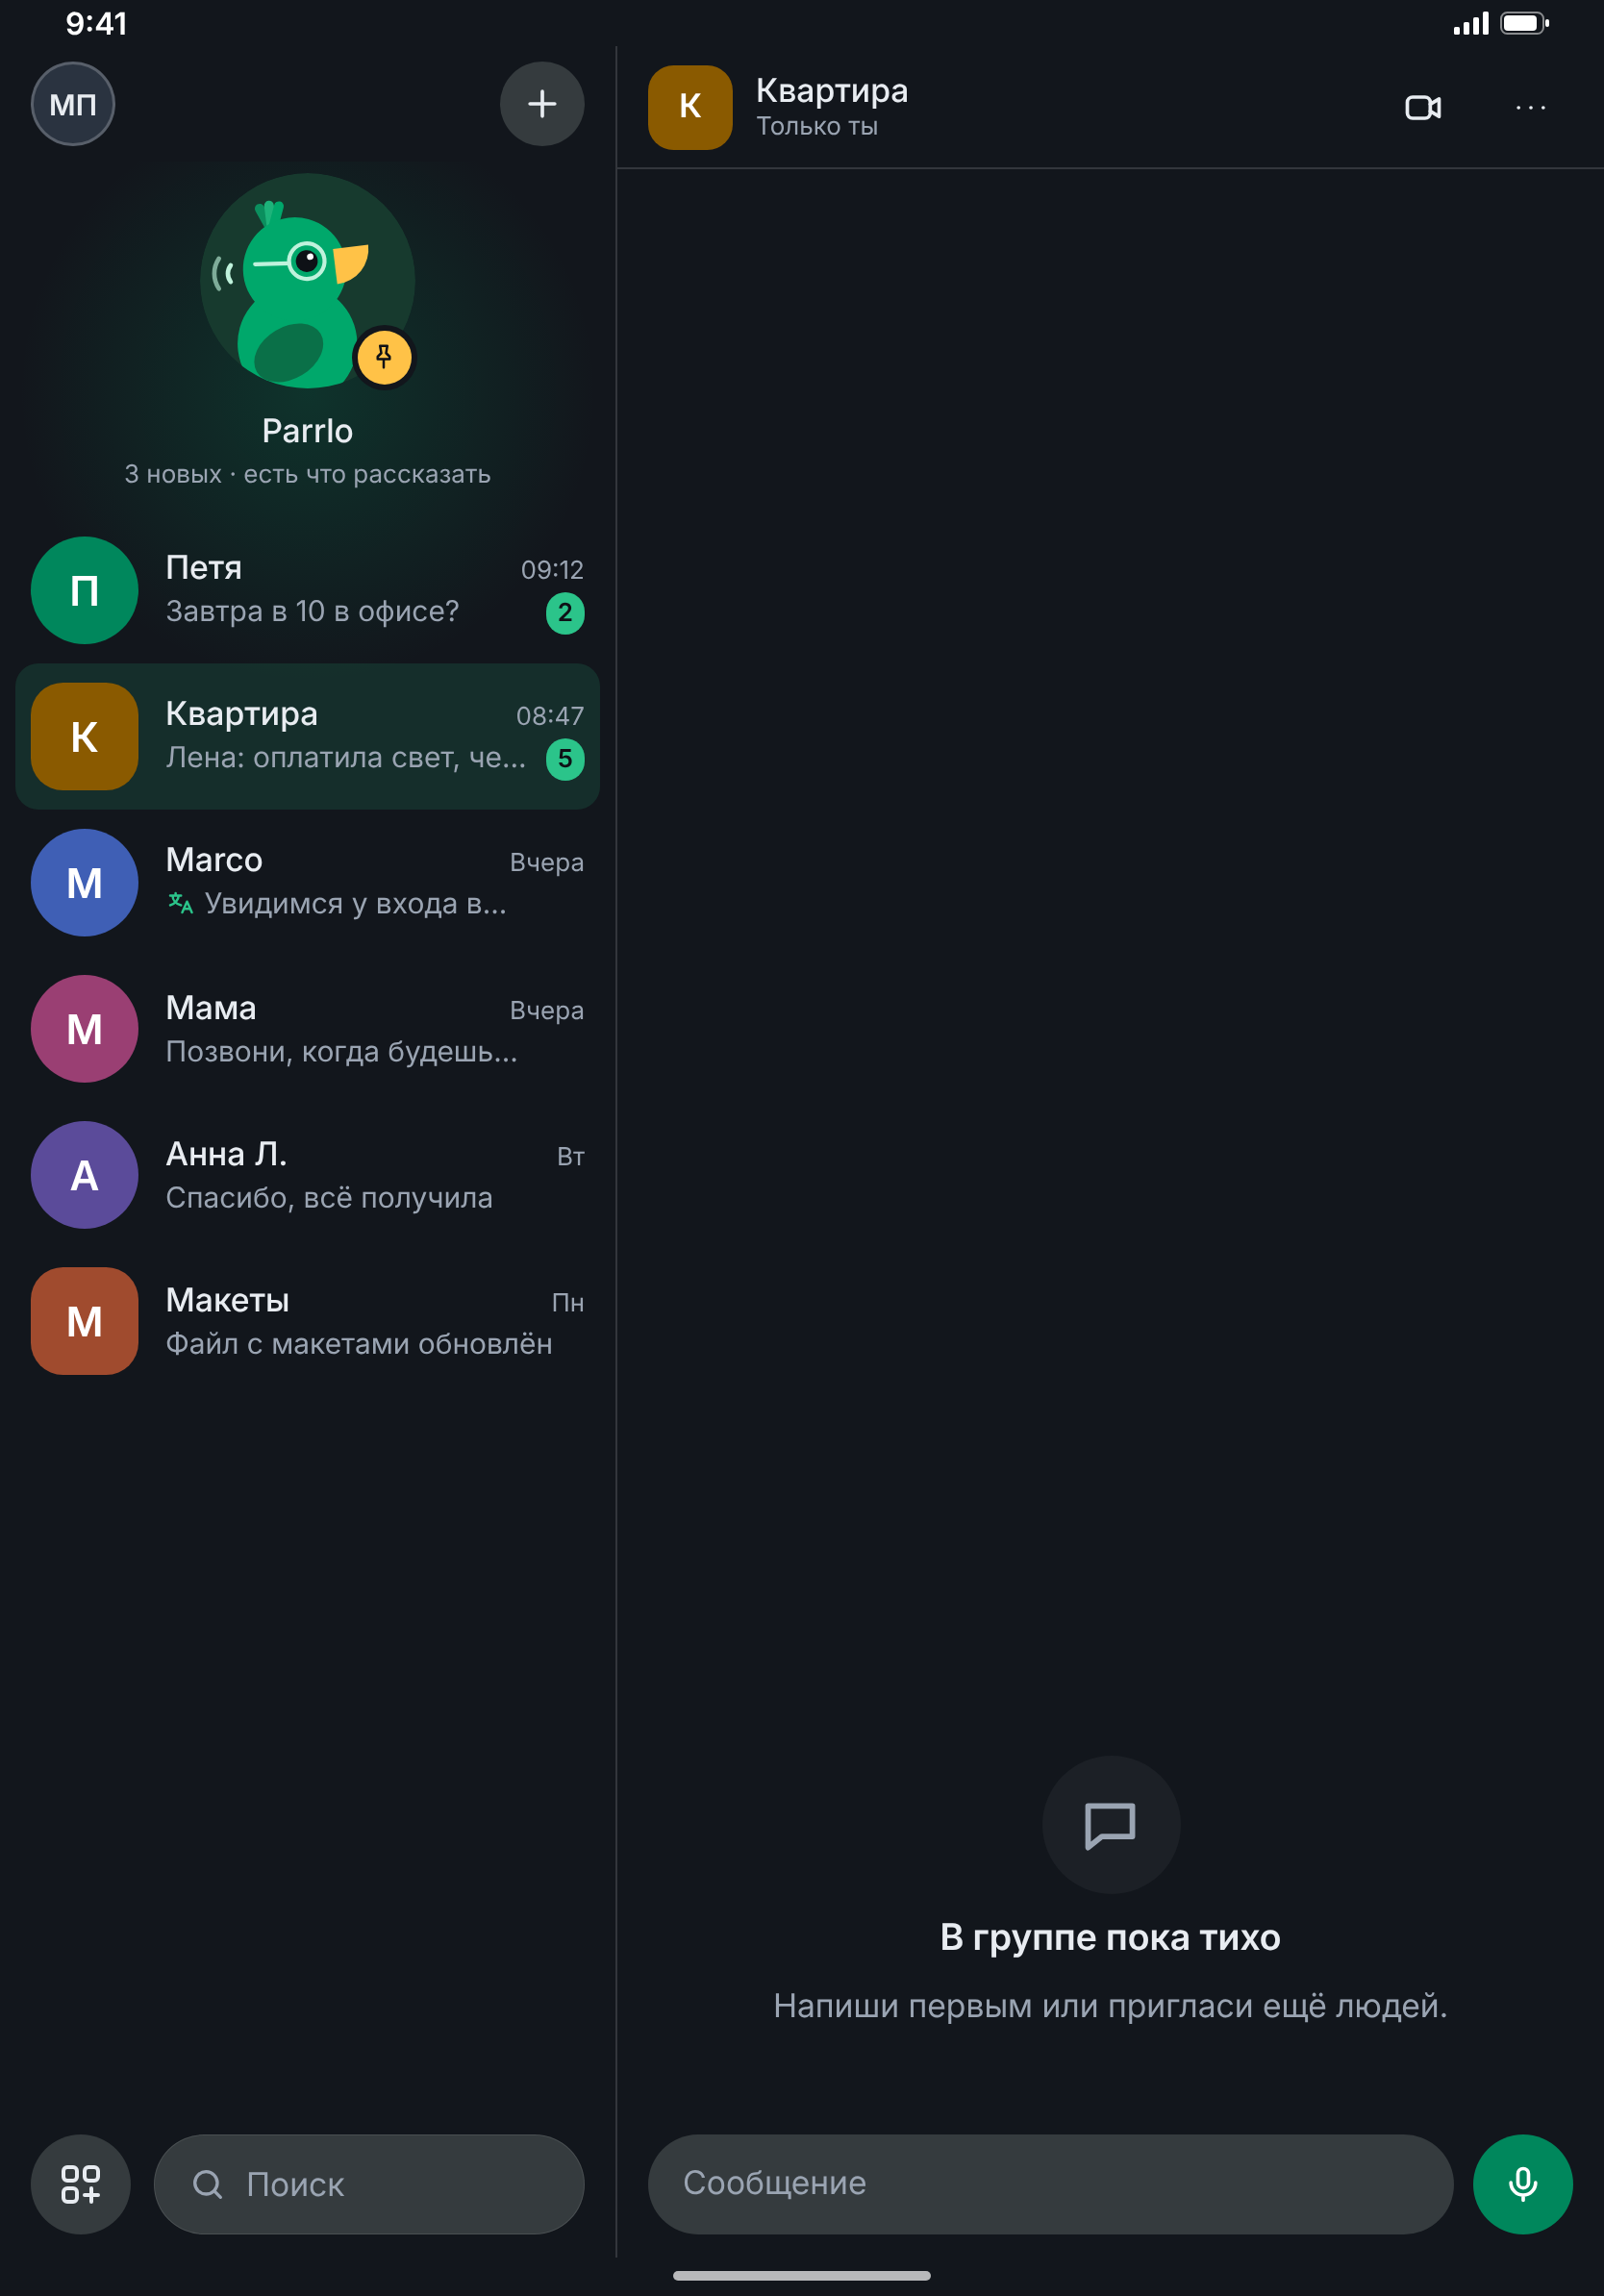 9:41
МП
Parrlo
3 новых · есть что рассказать
П
Петя
09:12
Завтра в 10 в офисе?
2
К
Квартира
08:47
Лена: оплатила свет, че...
5
M
Marco
Вчера
Увидимся у входа в...
М
Мама
Вчера
Позвони, когда будешь...
А
Анна Л.
Вт
Спасибо, всё получила
М
Макеты
Пн
Файл с макетами обновлён
Поиск
К
Квартира
Только ты
В группе пока тихо
Напиши первым или пригласи ещё людей.
Сообщение